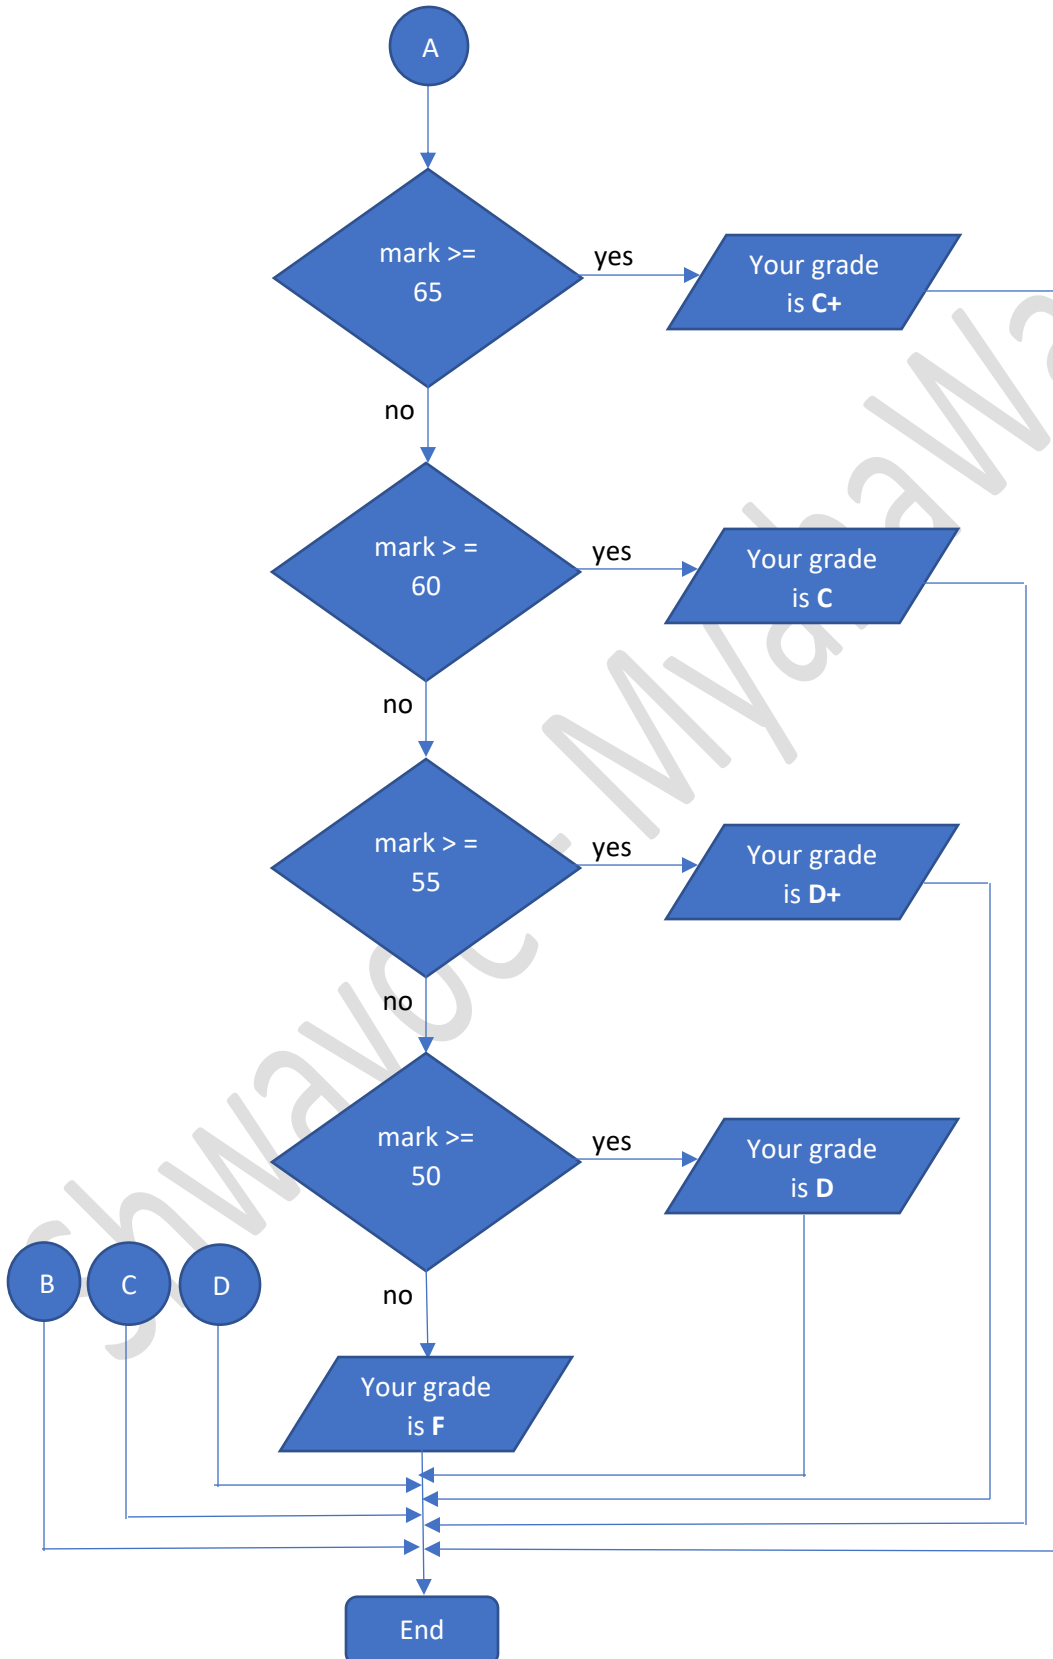 A
mark >=
65
yes
Your grade
is C+
no
mark > =
60
yes
Your grade
is C
no
mark > =
55
yes
Your grade
is D+
no
mark >=
50
yes
Your grade
is D
B
C
D
no
Your grade
is F
End